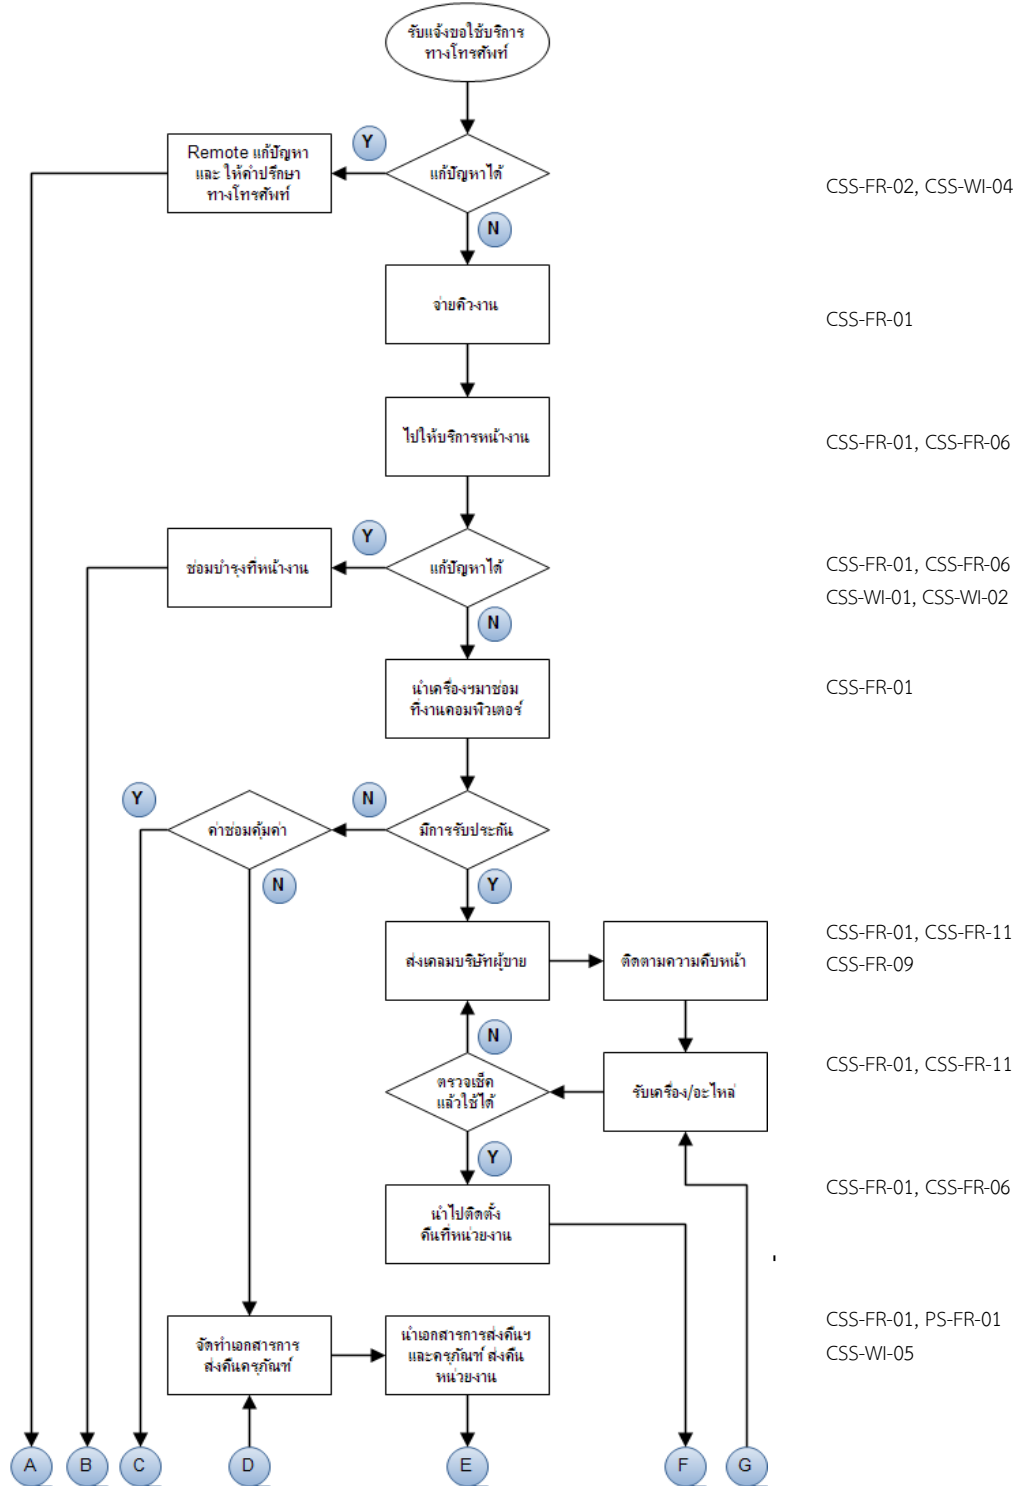 รับแจ้งขอใช้บริการ
ทางโทรศัพท์
Y
Remote แก้ปัญหา
และ ให้คำปรึกษา
ทางโทรศัพท์
แก้ปัญหาได้
CSS-FR-02, CSS-WI-04
N
จ่ายคิวงาน
CSS-FR-01
ไปให้บริการหน้างาน
CSS-FR-01, CSS-FR-06
Y
ซ่อมบำรุงที่หน้างาน
แก้ปัญหาได้
CSS-FR-01, CSS-FR-06
CSS-WI-01, CSS-WI-02
N
นำเครื่องฯมาซ่อม
ที่งานคอมพิวเตอร์
CSS-FR-01
Y
N
ค่าซ่อมคุ้มค่า
มีการรับประกัน
N
Y
ส่งเคลมบริษัทผู้ขาย
ติดตามความคืบหน้า
CSS-FR-01, CSS-FR-11
CSS-FR-09
N
ตรวจเช็ค
แล้วใช้ได้
รับเครื่อง/อะไหล่
CSS-FR-01, CSS-FR-11
Y
นำไปติดตั้ง
คืนที่หน่วยงาน
CSS-FR-01, CSS-FR-06
จัดทำเอกสารการ
ส่งคืนครุภัณฑ์
นำเอกสารการส่งคืนฯ
และครุภัณฑ์ ส่งคืน
หน่วยงาน
CSS-FR-01, PS-FR-01
CSS-WI-05
A
B
C
D
E
F
G